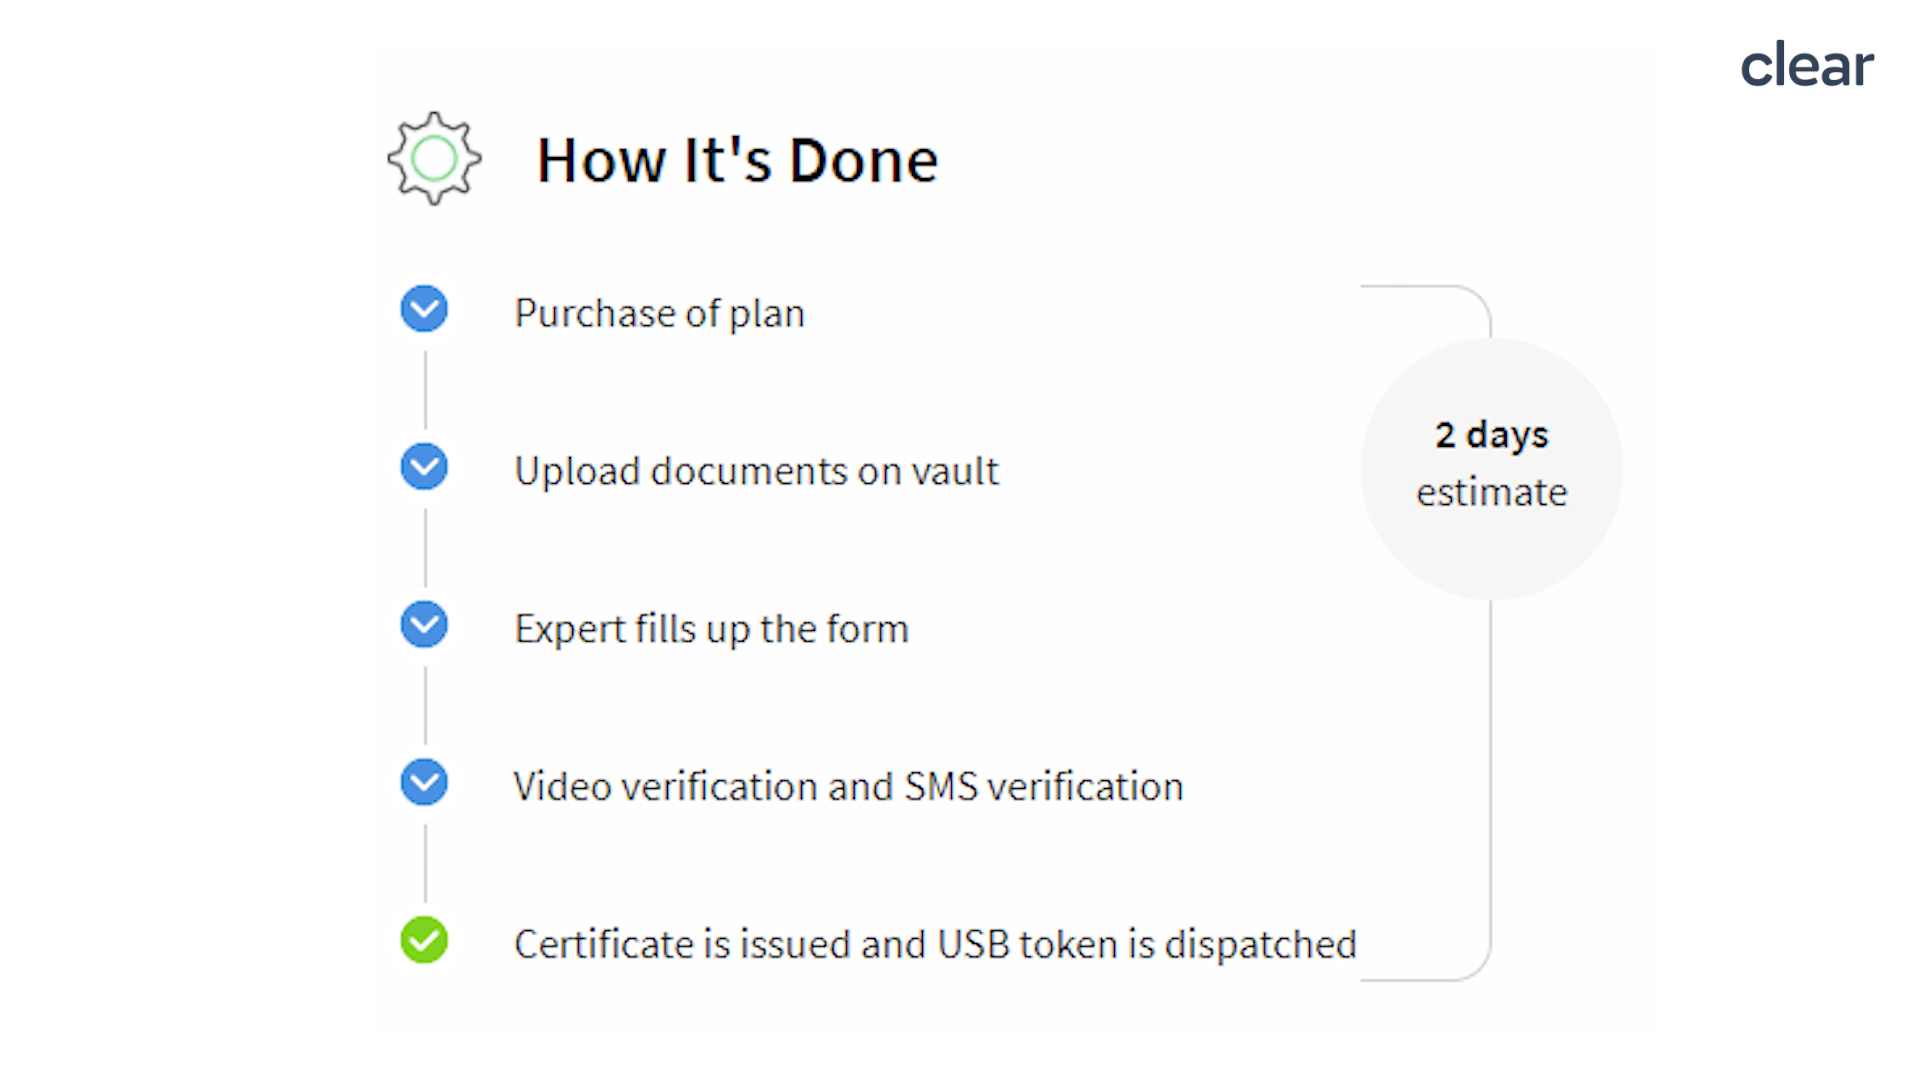 clear
How It's Done
Purchase of plan
Upload documents on vault
2 days
estimate
Expert fills up the form
Video verification and SMS verification
Certificate is issued and USB token is dispatched